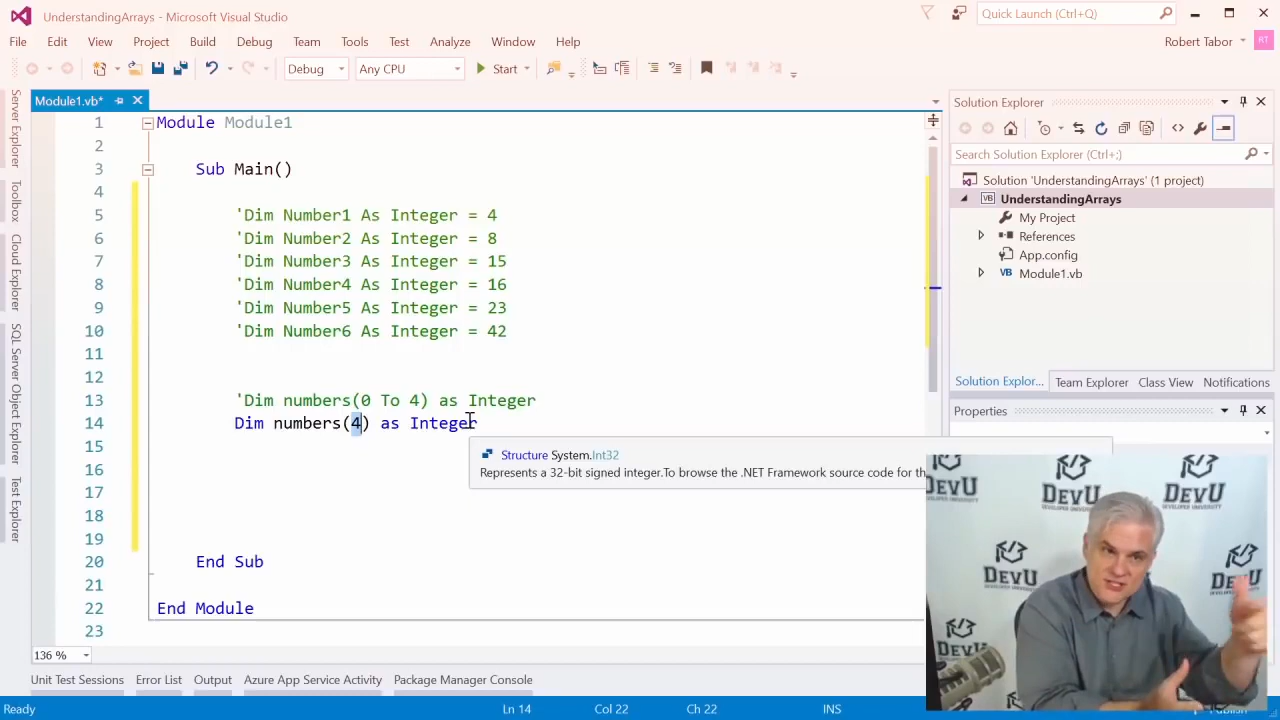 UnderstandingArrays - Microsoft Visual Studio
Quick Launch (Ctrl+Q)
File Edit View Project Build Debug Team Tools Test Analyze Window Help
Robert Tabor RT
Debug Any CPU Start
Module1.vb*
Server Explorer
Toolbox
Cloud Explorer
SQL Server Object Explorer
Test Explorer
1 Module Module1
2
3 Sub Main()
4
5 'Dim Number1 As Integer = 4
6 'Dim Number2 As Integer = 8
7 'Dim Number3 As Integer = 15
8 'Dim Number4 As Integer = 16
9 'Dim Number5 As Integer = 23
10 'Dim Number6 As Integer = 42
11
12
13 'Dim numbers(0 To 4) as Integer
14 Dim numbers(4) as Integer
15
Structure System.Int32
16
Represents a 32-bit signed integer.To browse the .NET Framework source code for th
17
18
19
20 End Sub
21
22 End Module
23
136 %
Solution Explorer
Search Solution Explorer (Ctrl+;)
Solution 'UnderstandingArrays' (1 project)
VB UnderstandingArrays
My Project
References
App.config
VB Module1.vb
Solution Explor... Team Explorer Class View Notifications
Properties
DevU
DEVELOPER UNIVERSITY
DevU
DevU
DevU
Unit Test Sessions Error List Output Azure App Service Activity Package Manager Console
Ready Ln 14 Col 22 Ch 22 INS